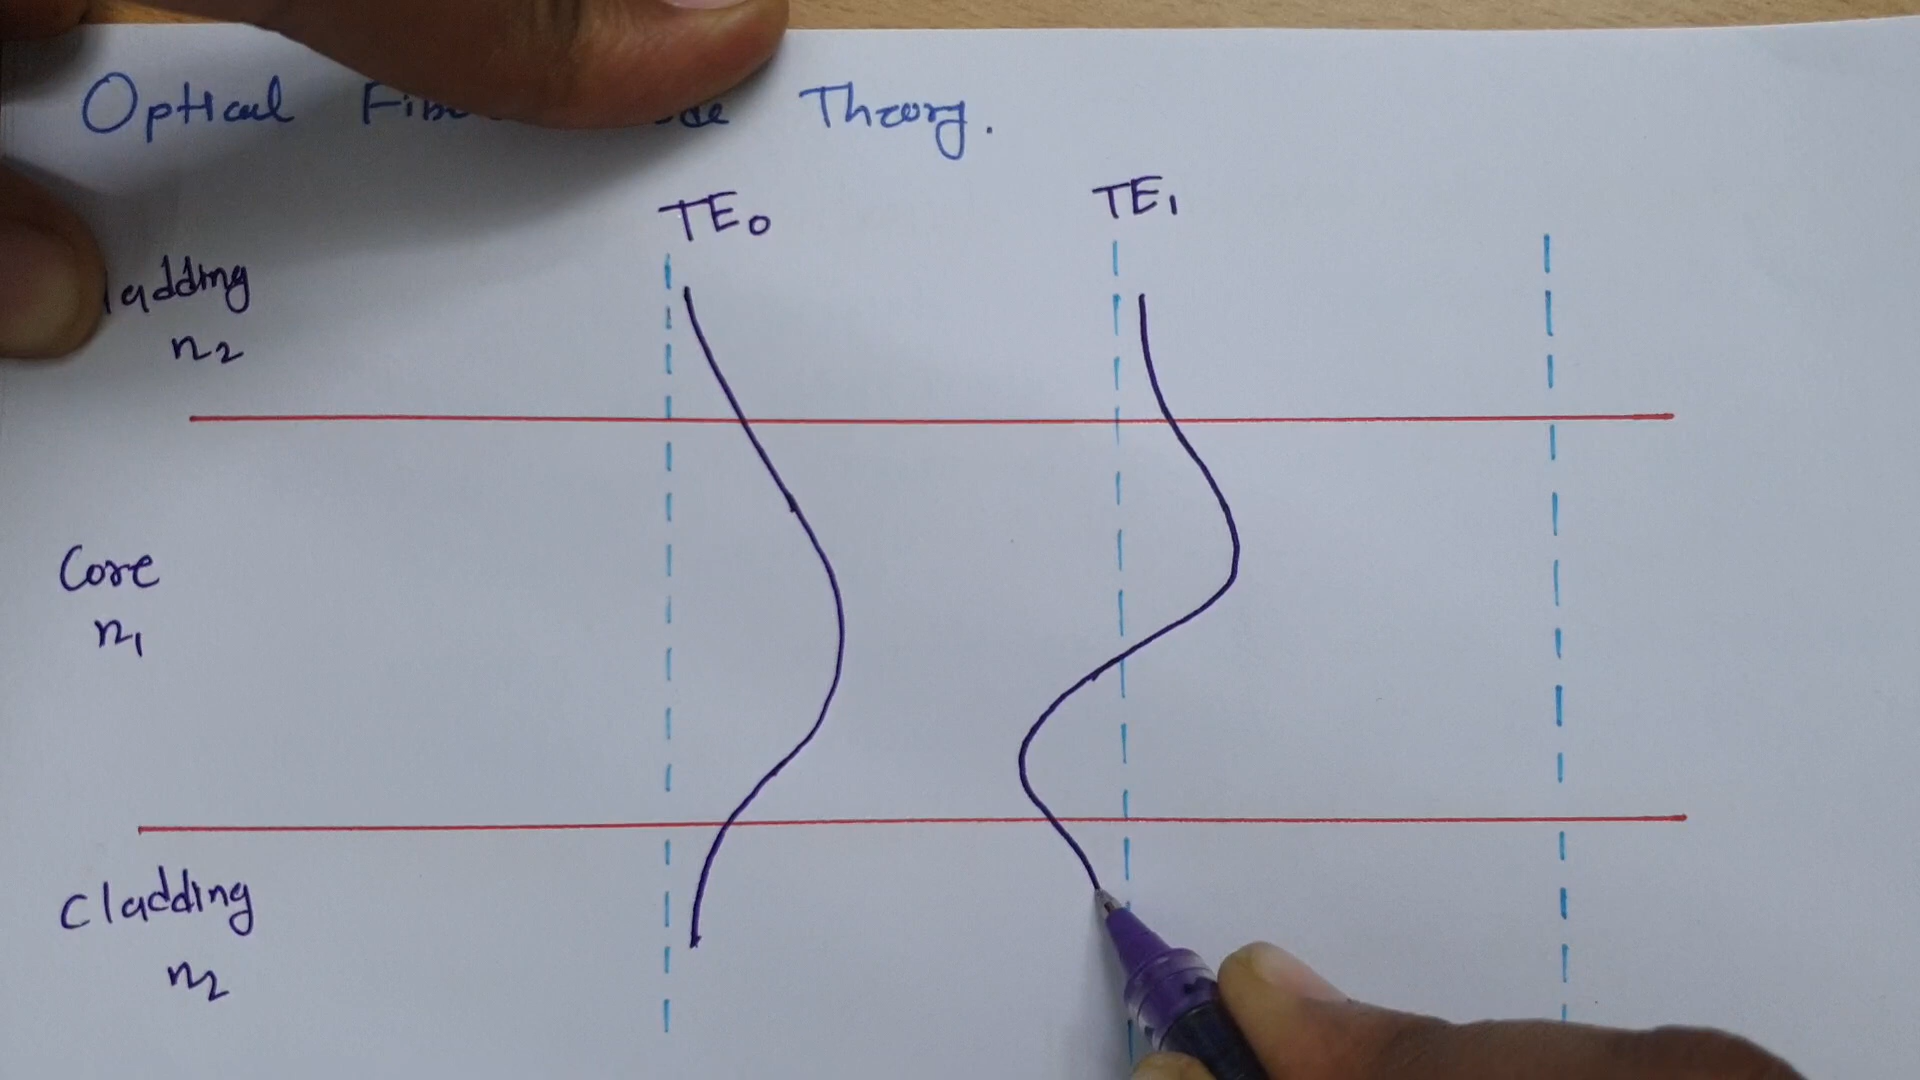 Optical Theory.
TE₀ TE₁
n₂
Core
n₁
Cladding
n₂